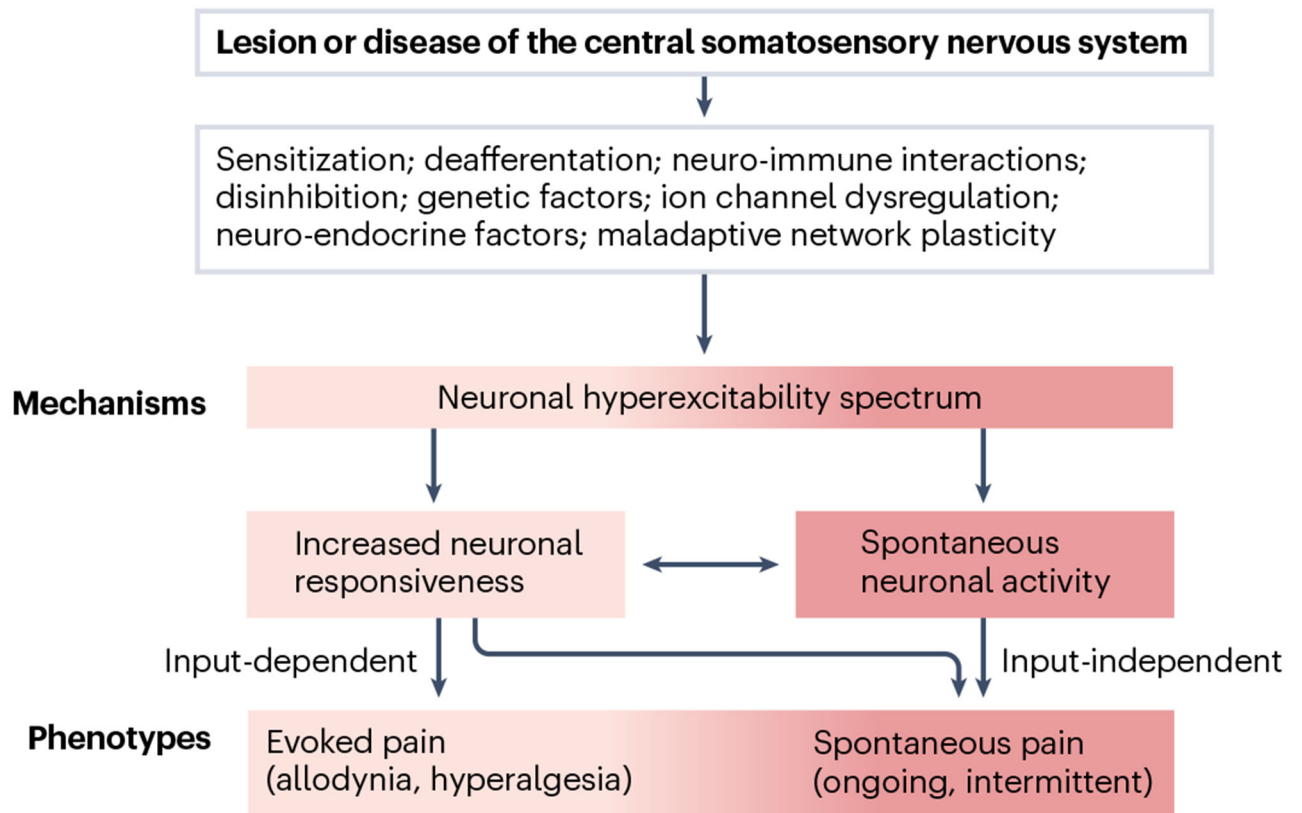 Lesion or disease of the central somatosensory nervous system
Sensitization; deafferentation; neuro-immune interactions;
disinhibition; genetic factors; ion channel dysregulation;
neuro-endocrine factors; maladaptive network plasticity
Mechanisms
Neuronal hyperexcitability spectrum
Increased neuronal
responsiveness
Spontaneous
neuronal activity
Input-dependent
Input-independent
Phenotypes
Evoked pain
(allodynia, hyperalgesia)
Spontaneous pain
(ongoing, intermittent)